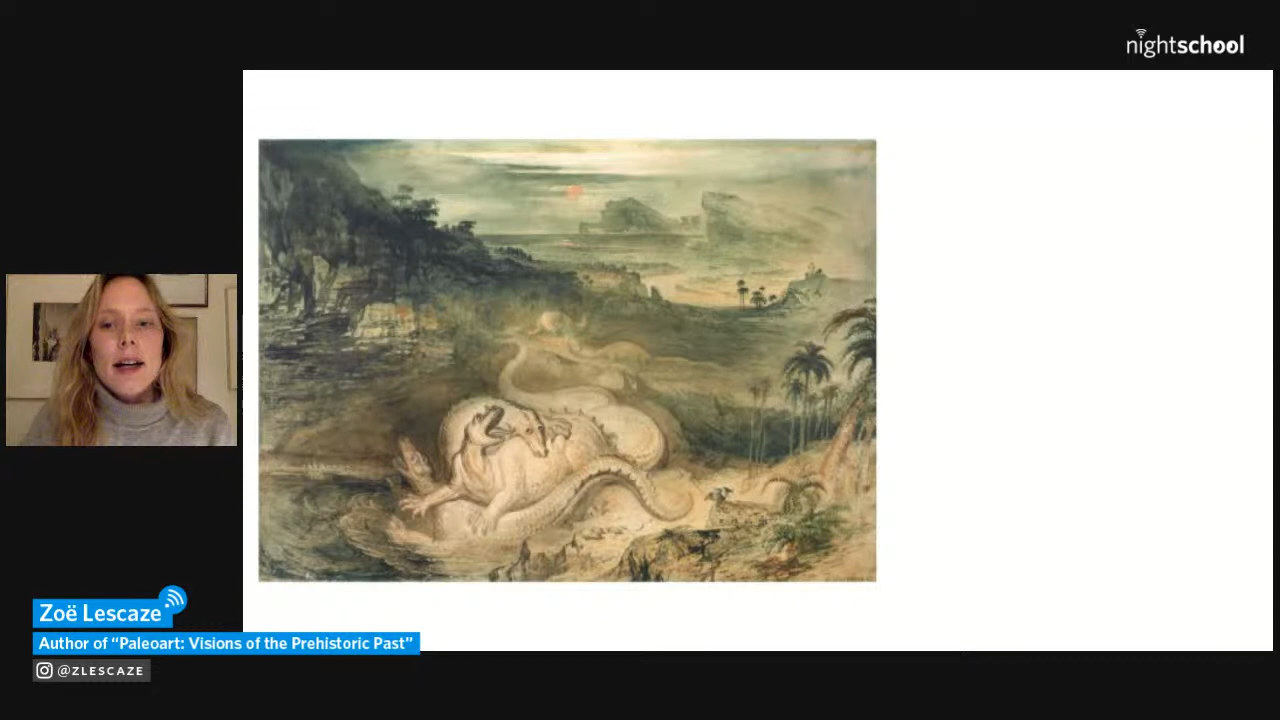 nightschool
Zoë Lescaze
Author of “Paleoart: Visions of the Prehistoric Past”
@ZLESCAZE